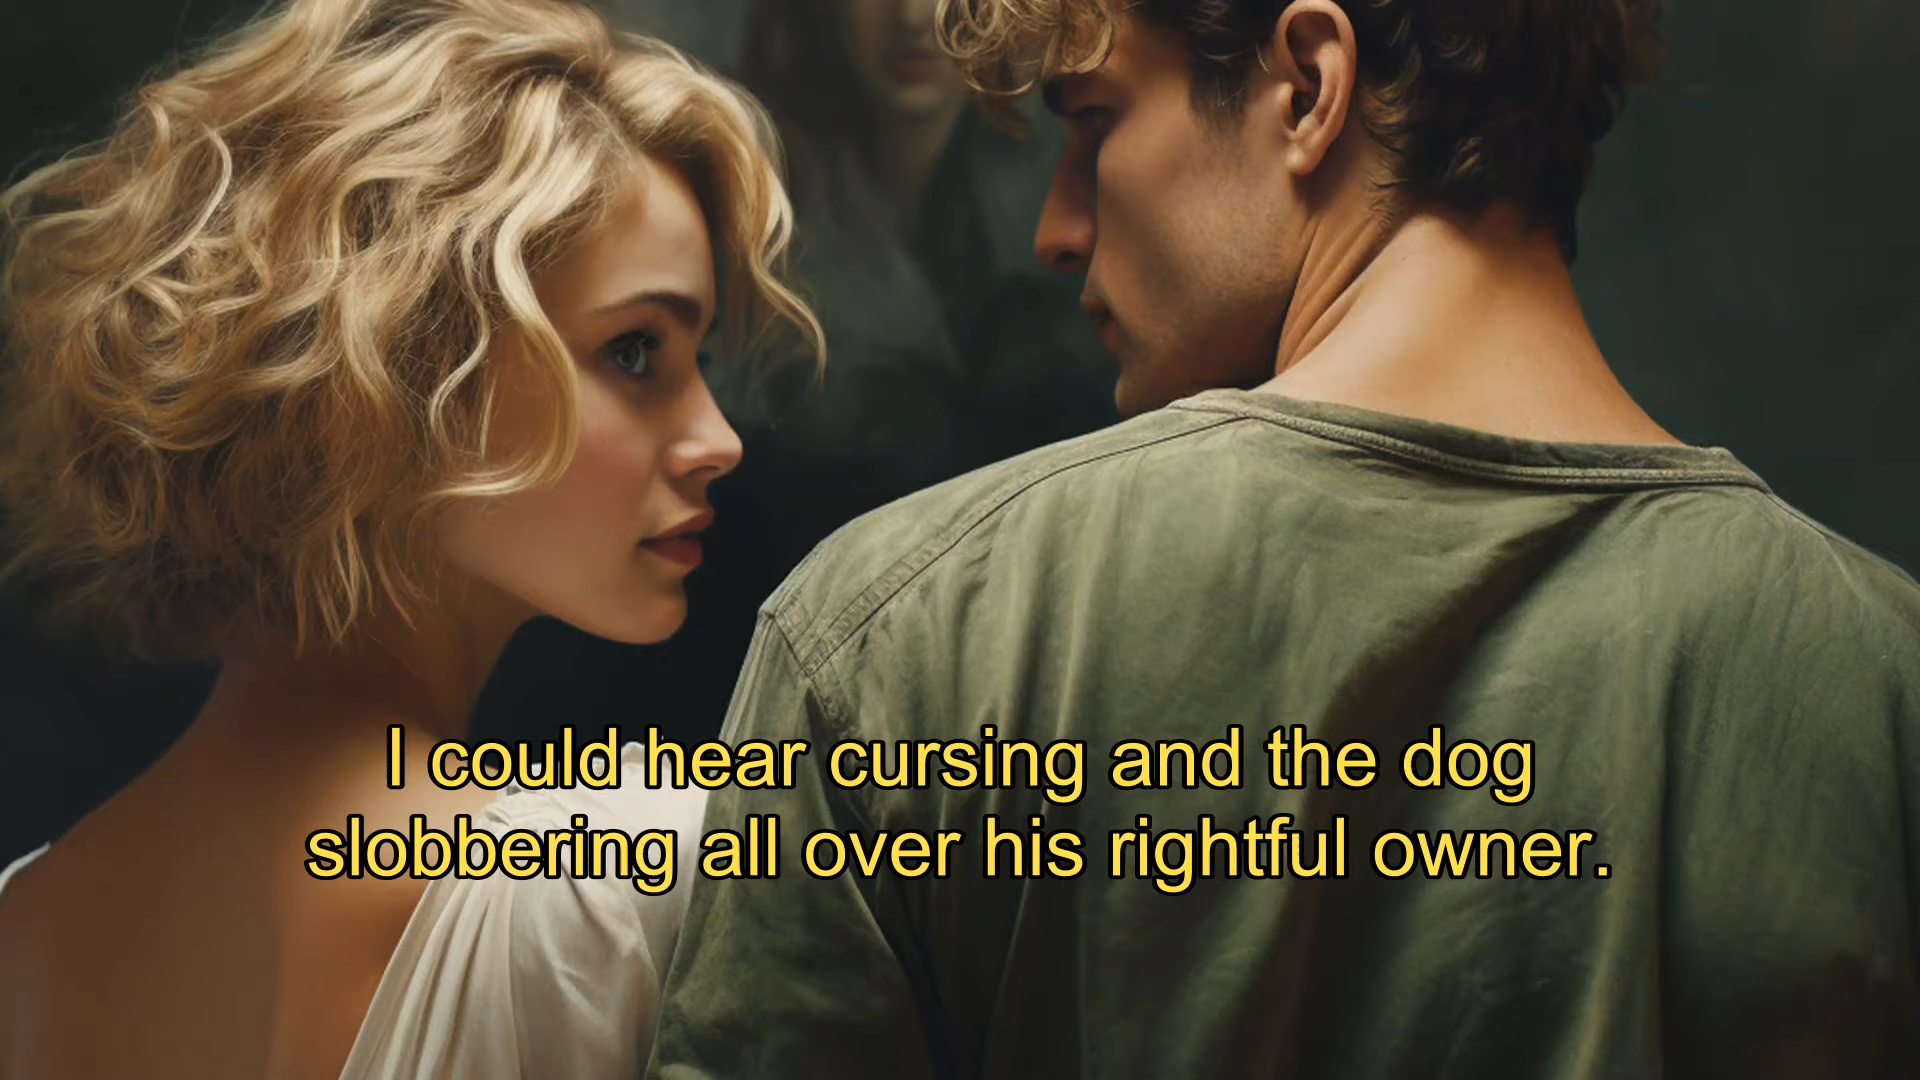 I could hear cursing and the dog
slobbering all over his rightful owner.